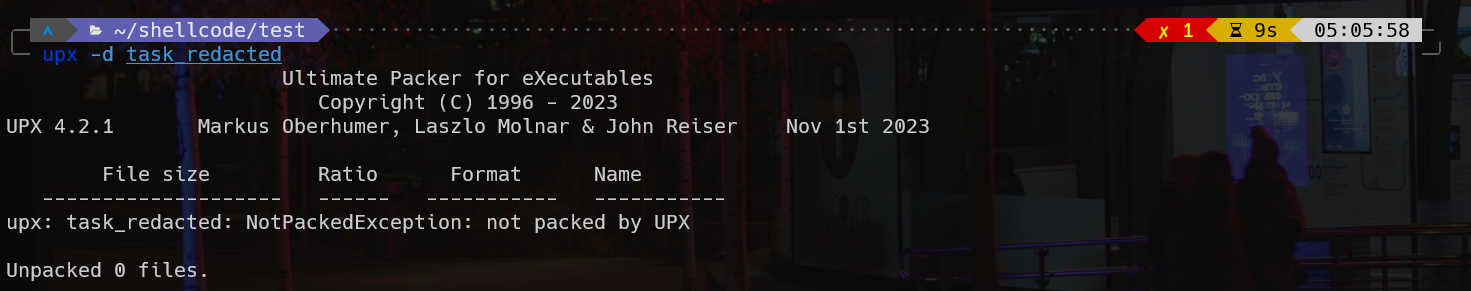 ~/shellcode/test ✗ 1 9s 05:05:58
upx -d task_redacted
Ultimate Packer for eXecutables
Copyright (C) 1996 - 2023
UPX 4.2.1 Markus Oberhumer, Laszlo Molnar & John Reiser Nov 1st 2023
File size Ratio Format Name
-------------------- ------ ----------- -----------
upx: task_redacted: NotPackedException: not packed by UPX
Unpacked 0 files.